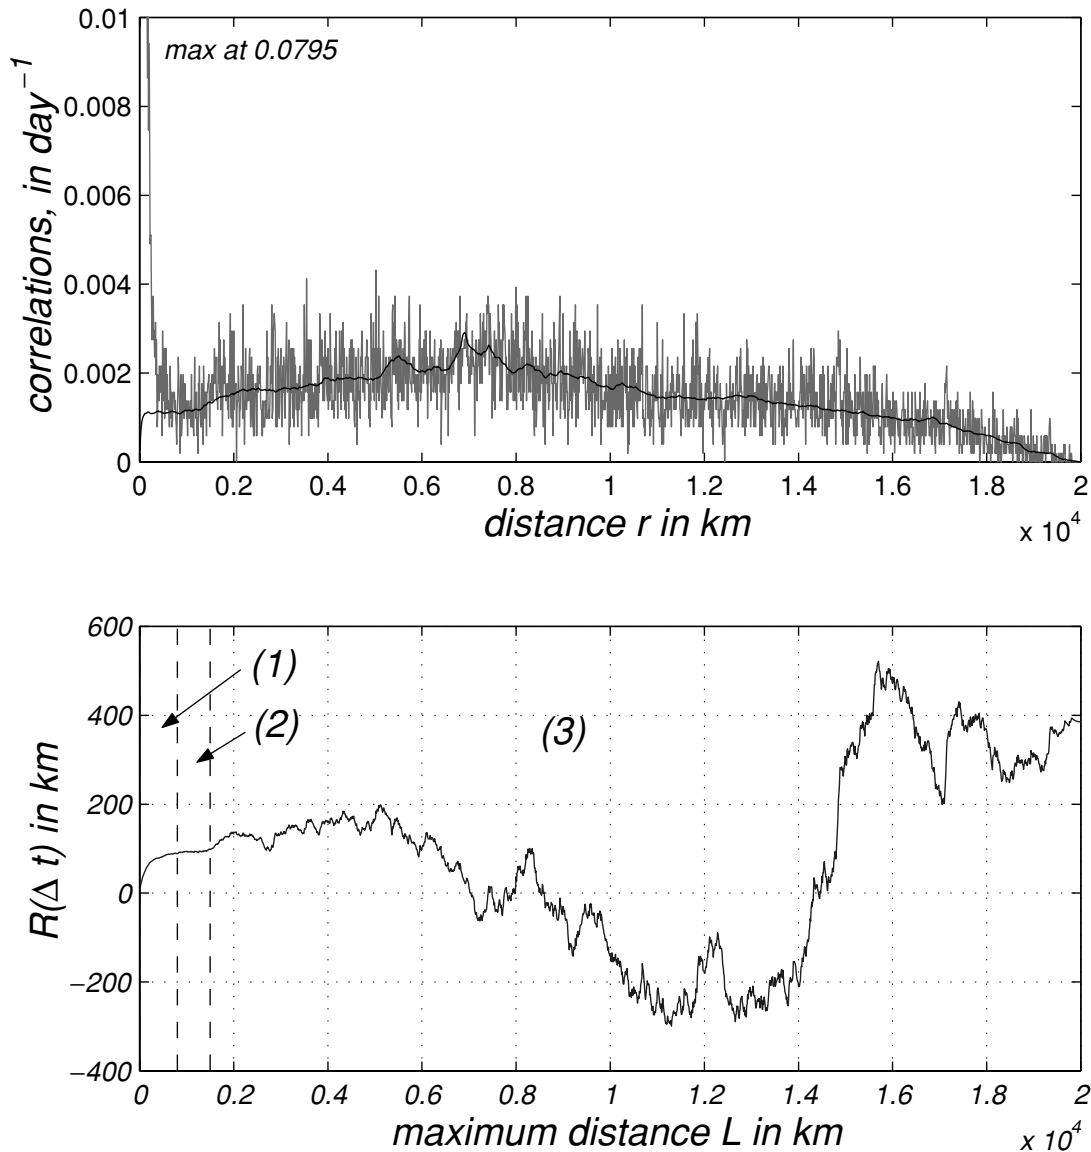 max at 0.0795
correlations, in day⁻¹
0.01
0.008
0.006
0.004
0.002
0
0 0.2 0.4 0.6 0.8 1 1.2 1.4 1.6 1.8 2
distance r in km
x 10⁴
R(Δ t) in km
600
400
200
0
−200
−400
(1)
(2)
(3)
0 0.2 0.4 0.6 0.8 1 1.2 1.4 1.6 1.8 2
maximum distance L in km
x 10⁴